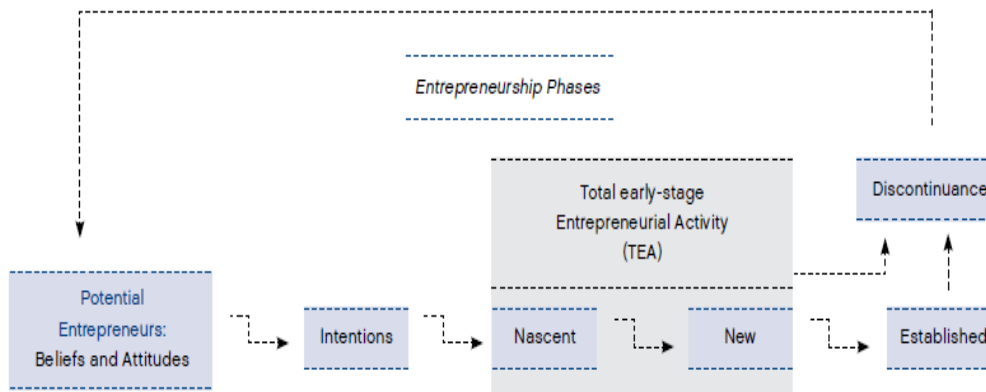 Entrepreneurship Phases
Total early-stage
Entrepreneurial Activity
(TEA)
Discontinuance
Potential
Entrepreneurs:
Beliefs and Attitudes
Intentions
Nascent
New
Established